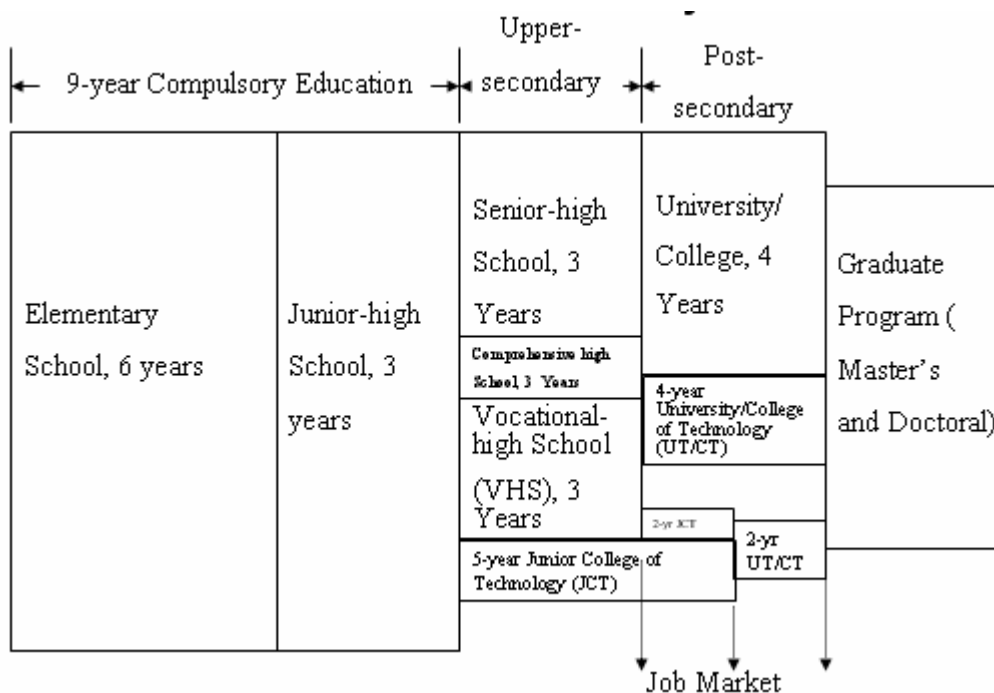 Upper-
secondary
Post-
secondary
9-year Compulsory Education
Elementary
School, 6 years
Junior-high
School, 3
years
Senior-high
School, 3
Years
Comprehensive high
School, 3 Years
Vocational-
high School
(VHS), 3
Years
5-year Junior College of
Technology (JCT)
University/
College, 4
Years
4-year
University/College
of Technology
(UT/CT)
2-yr JCT
2-yr
UT/CT
Graduate
Program (
Master's
and Doctoral)
Job Market